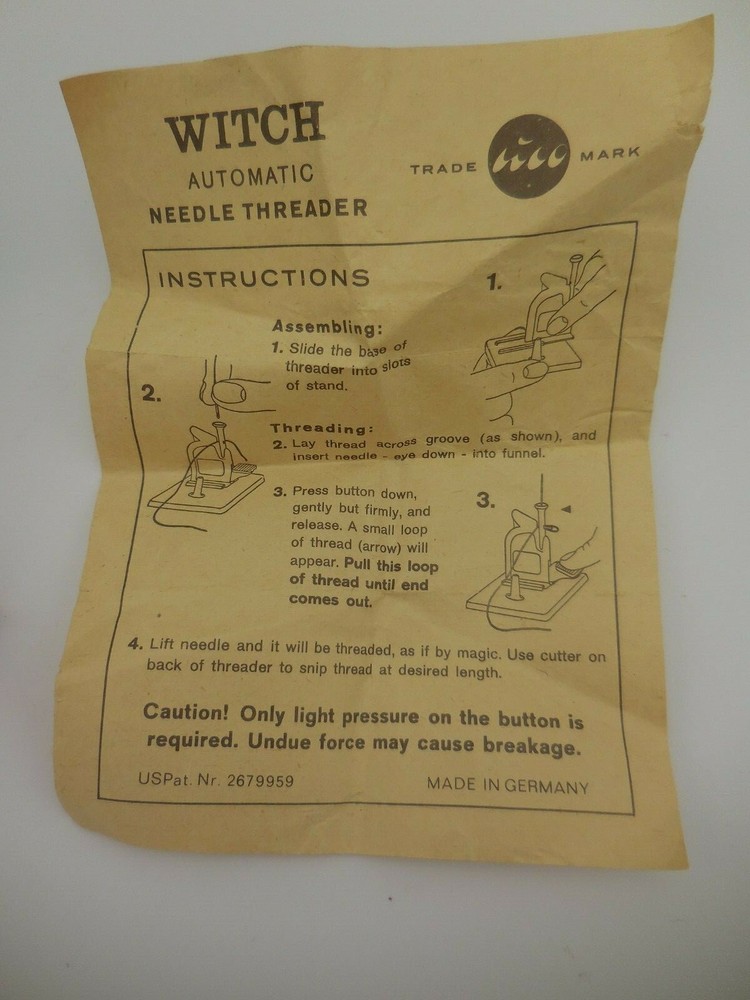 WITCH
AUTOMATIC
NEEDLE THREADER
TRADE MARK
INSTRUCTIONS
1.
Assembling:
1. Slide the base of
threader into slots
of stand.
2.
Threading:
2. Lay thread across groove (as shown), and
insert needle - eye down - into funnel.
3. Press button down,
gently but firmly, and
release. A small loop
of thread (arrow) will
appear. Pull this loop
of thread until end
comes out.
3.
4. Lift needle and it will be threaded, as if by magic. Use cutter on
back of threader to snip thread at desired length.
Caution! Only light pressure on the button is
required. Undue force may cause breakage.
USPat. Nr. 2679959
MADE IN GERMANY